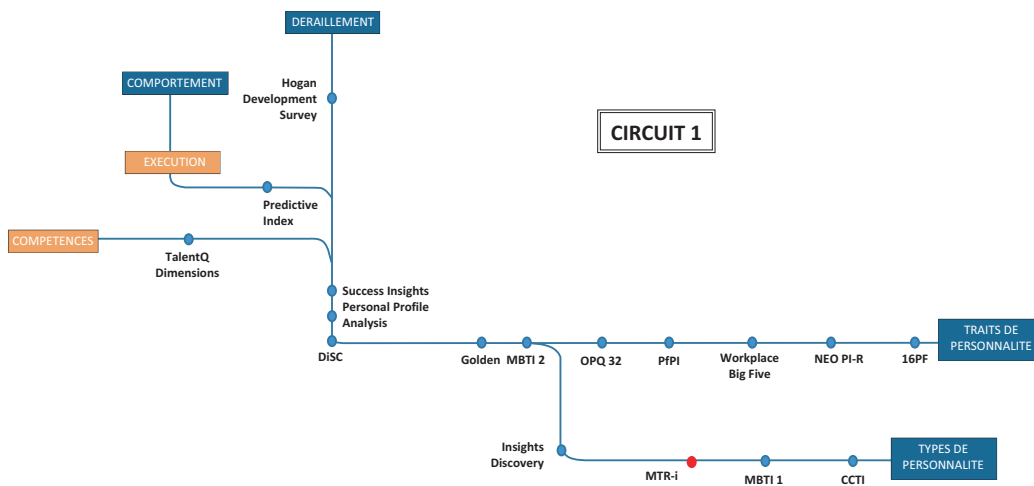 DERAILLEMENT
COMPORTEMENT
Hogan
Development
Survey
CIRCUIT 1
EXECUTION
Predictive
Index
COMPETENCES
TalentQ
Dimensions
Success Insights
Personal Profile
Analysis
DiSC
Golden
MBTI 2
OPQ 32
PfPI
Workplace
Big Five
NEO PI-R
16PF
TRAITS DE
PERSONNALITE
Insights
Discovery
MTR-i
MBTI 1
CCTI
TYPES DE
PERSONNALITE